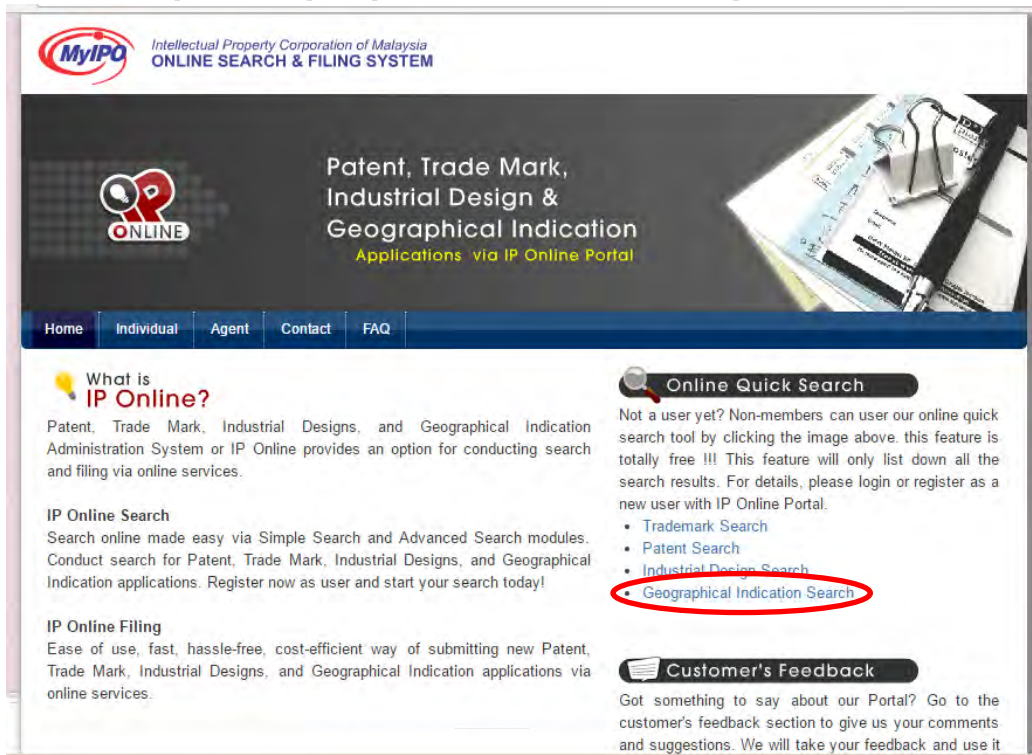 MyIPO
Intellectual Property Corporation of Malaysia
ONLINE SEARCH & FILING SYSTEM
IP
ONLINE
Patent, Trade Mark,
Industrial Design &
Geographical Indication
Applications via IP Online Portal
Home Individual Agent Contact FAQ
What is
IP Online?
Patent, Trade Mark, Industrial Designs, and Geographical Indication
Administration System or IP Online provides an option for conducting search
and filing via online services.
IP Online Search
Search online made easy via Simple Search and Advanced Search modules.
Conduct search for Patent, Trade Mark, Industrial Designs, and Geographical
Indication applications. Register now as user and start your search today!
IP Online Filing
Ease of use, fast, hassle-free, cost-efficient way of submitting new Patent,
Trade Mark, Industrial Designs, and Geographical Indication applications via
online services.
Online Quick Search
Not a user yet? Non-members can user our online quick
search tool by clicking the image above. this feature is
totally free !!! This feature will only list down all the
search results. For details, please login or register as a
new user with IP Online Portal.
• Trademark Search
• Patent Search
• Industrial Design Search
• Geographical Indication Search
Customer's Feedback
Got something to say about our Portal? Go to the
customer's feedback section to give us your comments
and suggestions. We will take your feedback and use it